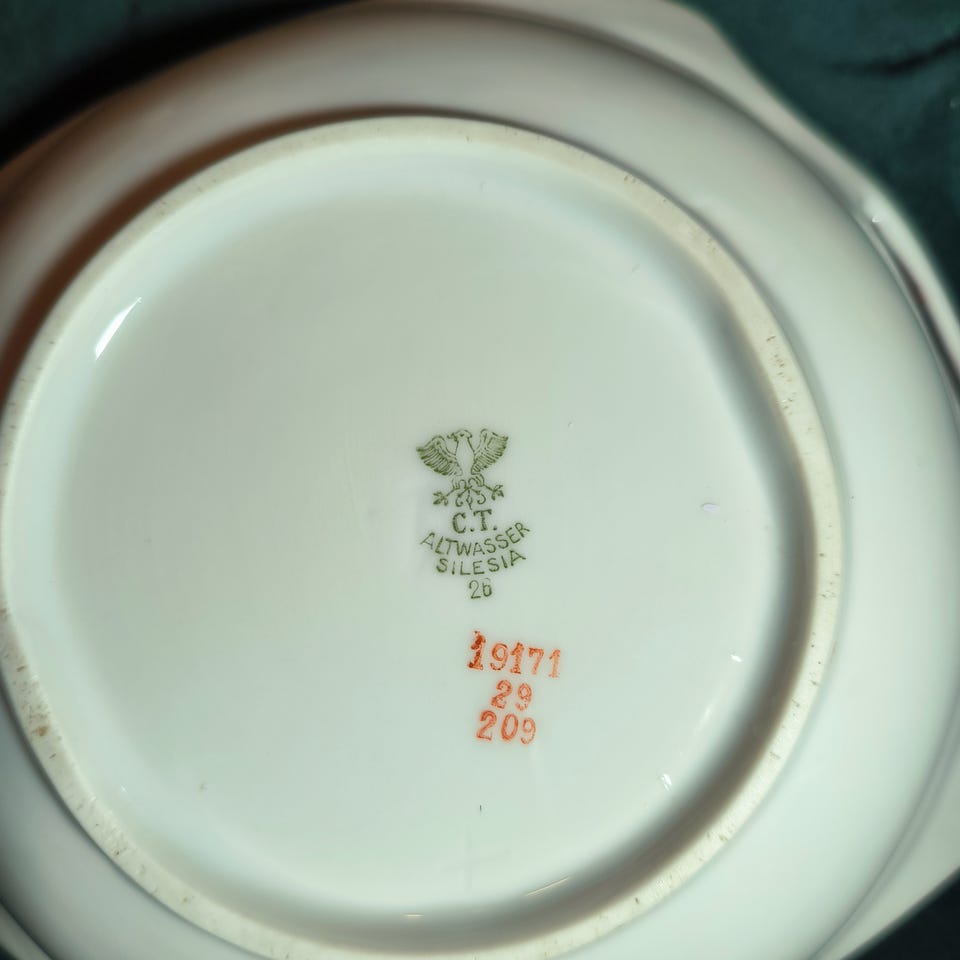 C.T.
ALTWASSER
SILESIA
26
19171
29
209